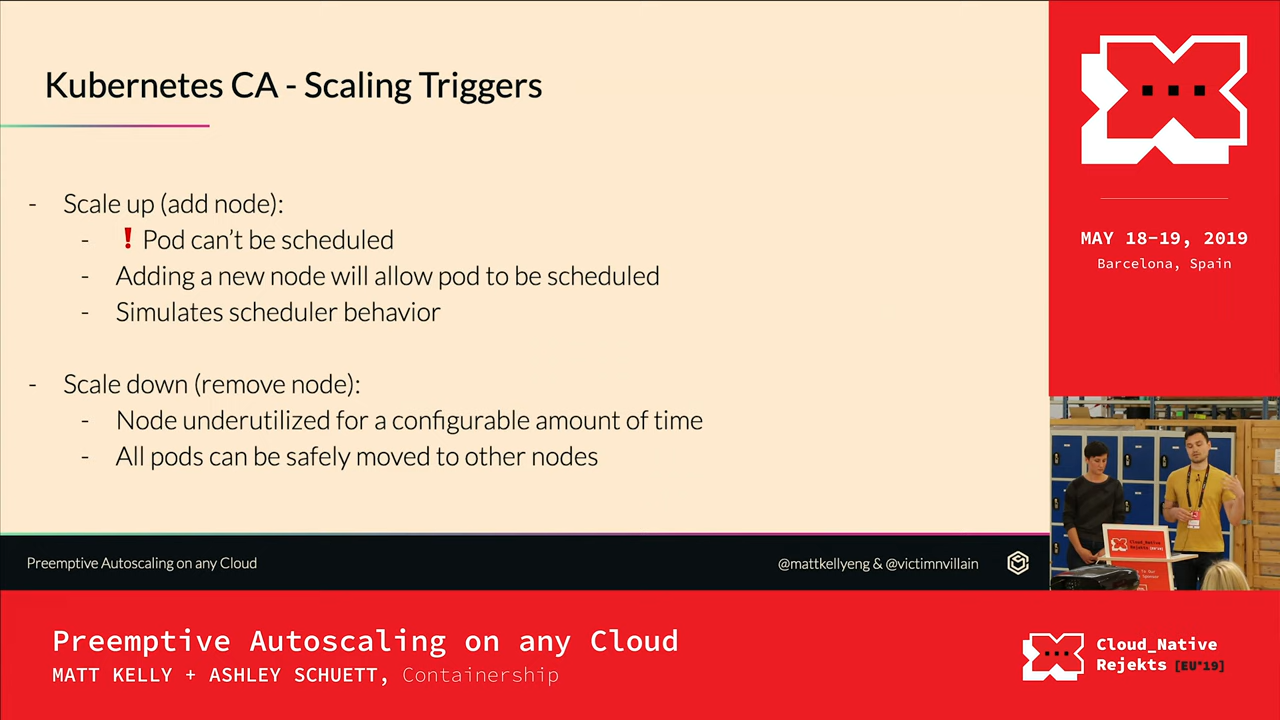 Kubernetes CA - Scaling Triggers
- Scale up (add node):
- ❗ Pod can’t be scheduled
- Adding a new node will allow pod to be scheduled
- Simulates scheduler behavior
- Scale down (remove node):
- Node underutilized for a configurable amount of time
- All pods can be safely moved to other nodes
Preemptive Autoscaling on any Cloud
@mattkellyeng & @victimnvillain
MAY 18-19, 2019
Barcelona, Spain
Cloud_Native
Rejekts
Preemptive Autoscaling on any Cloud
MATT KELLY + ASHLEY SCHUETT, Containership
Cloud_Native
Rejekts [EU'19]